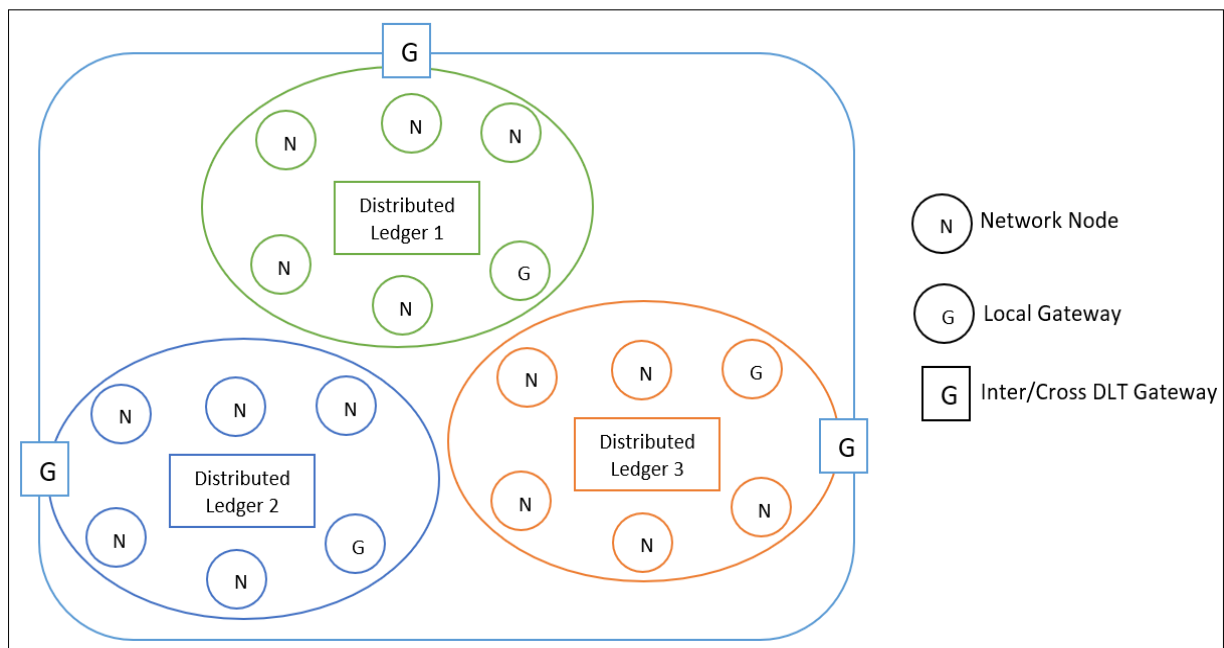 G
N
N
N
Distributed
Ledger 1
N
G
N
N
N
G
N
N
N
Distributed
Ledger 3
G
G
Distributed
Ledger 2
N
N
N
G
N
N
N
Network Node
G
Local Gateway
G
Inter/Cross DLT Gateway